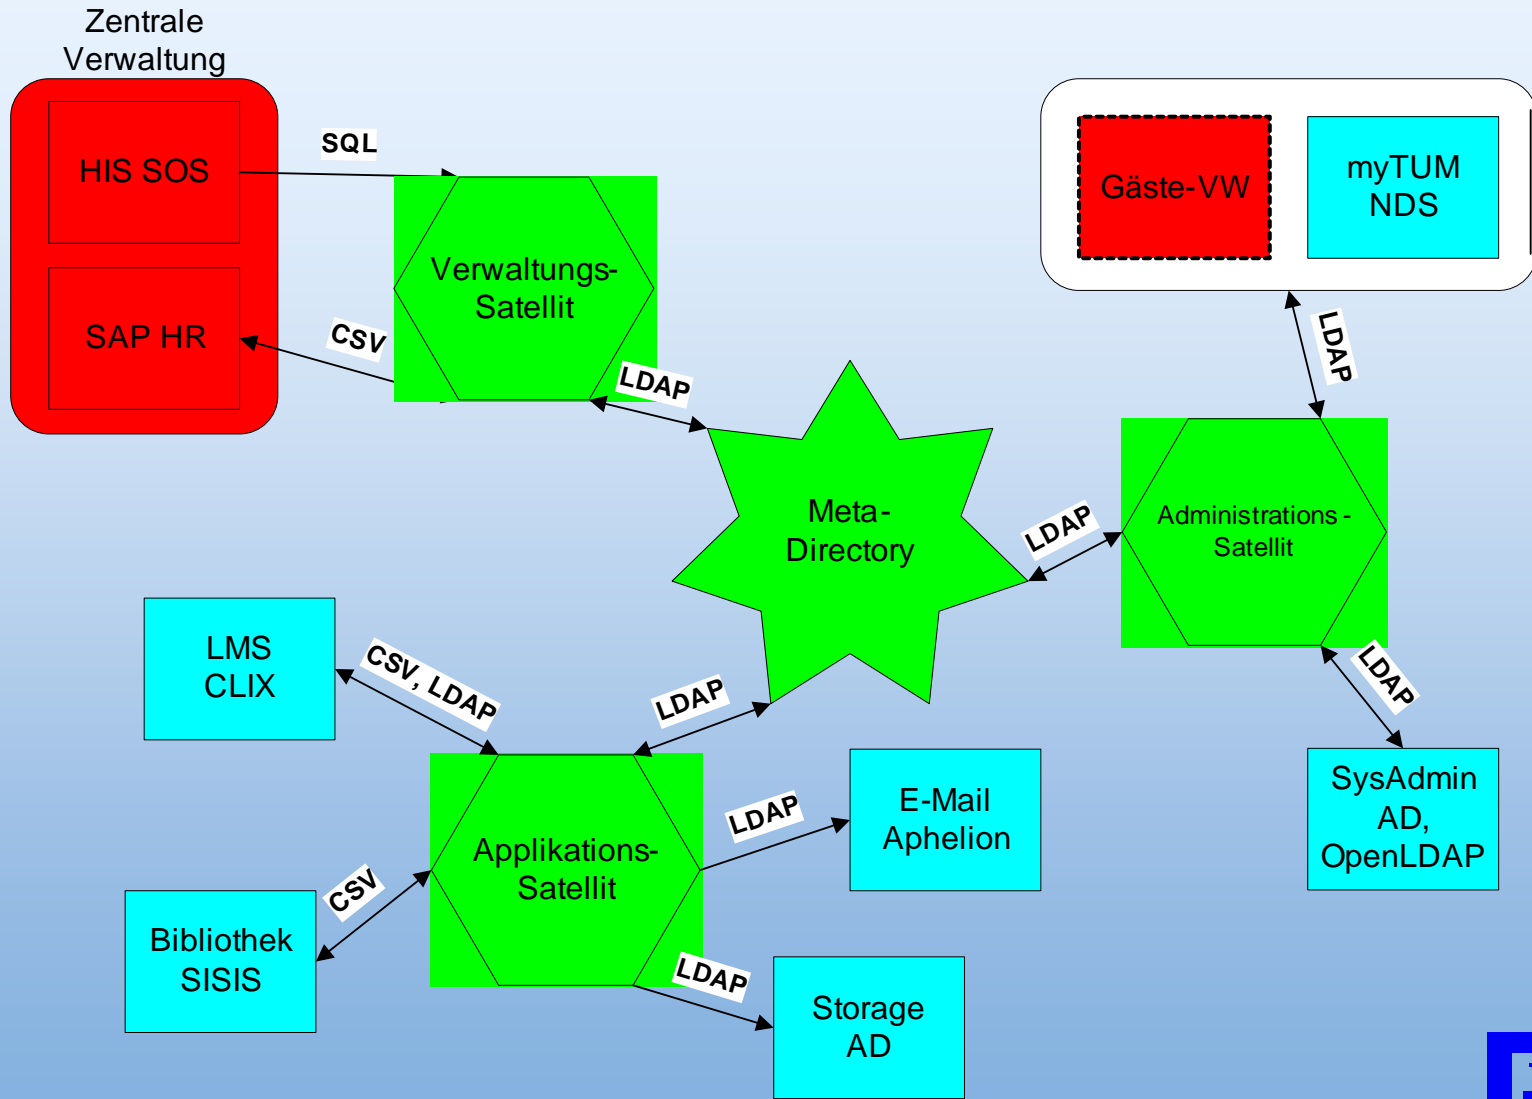 Zentrale
Verwaltung
HIS SOS
SQL
SAP HR
CSV
Verwaltungs-
Satellit
LDAP
Gäste-VW
myTUM
NDS
LDAP
Meta-
Directory
LDAP
Administrations-
Satellit
LDAP
LMS
CLIX
CSV, LDAP
LDAP
Applikations-
Satellit
LDAP
E-Mail
Aphelion
SysAdmin
AD,
OpenLDAP
CSV
Bibliothek
SISIS
LDAP
Storage
AD